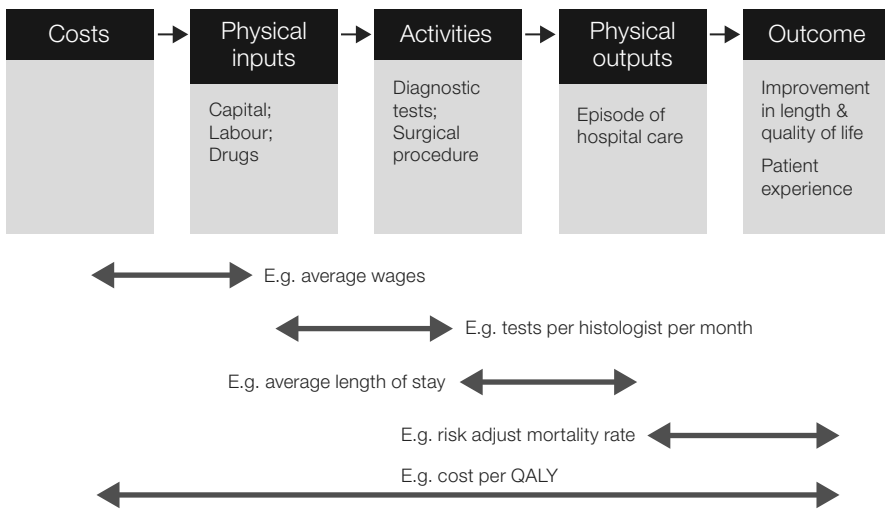 Costs
Physical
inputs
Activities
Physical
outputs
Outcome
Capital;
Labour;
Drugs
Diagnostic
tests;
Surgical
procedure
Episode of
hospital care
Improvement
in length &
quality of life
Patient
experience
E.g. average wages
E.g. tests per histologist per month
E.g. average length of stay
E.g. risk adjust mortality rate
E.g. cost per QALY